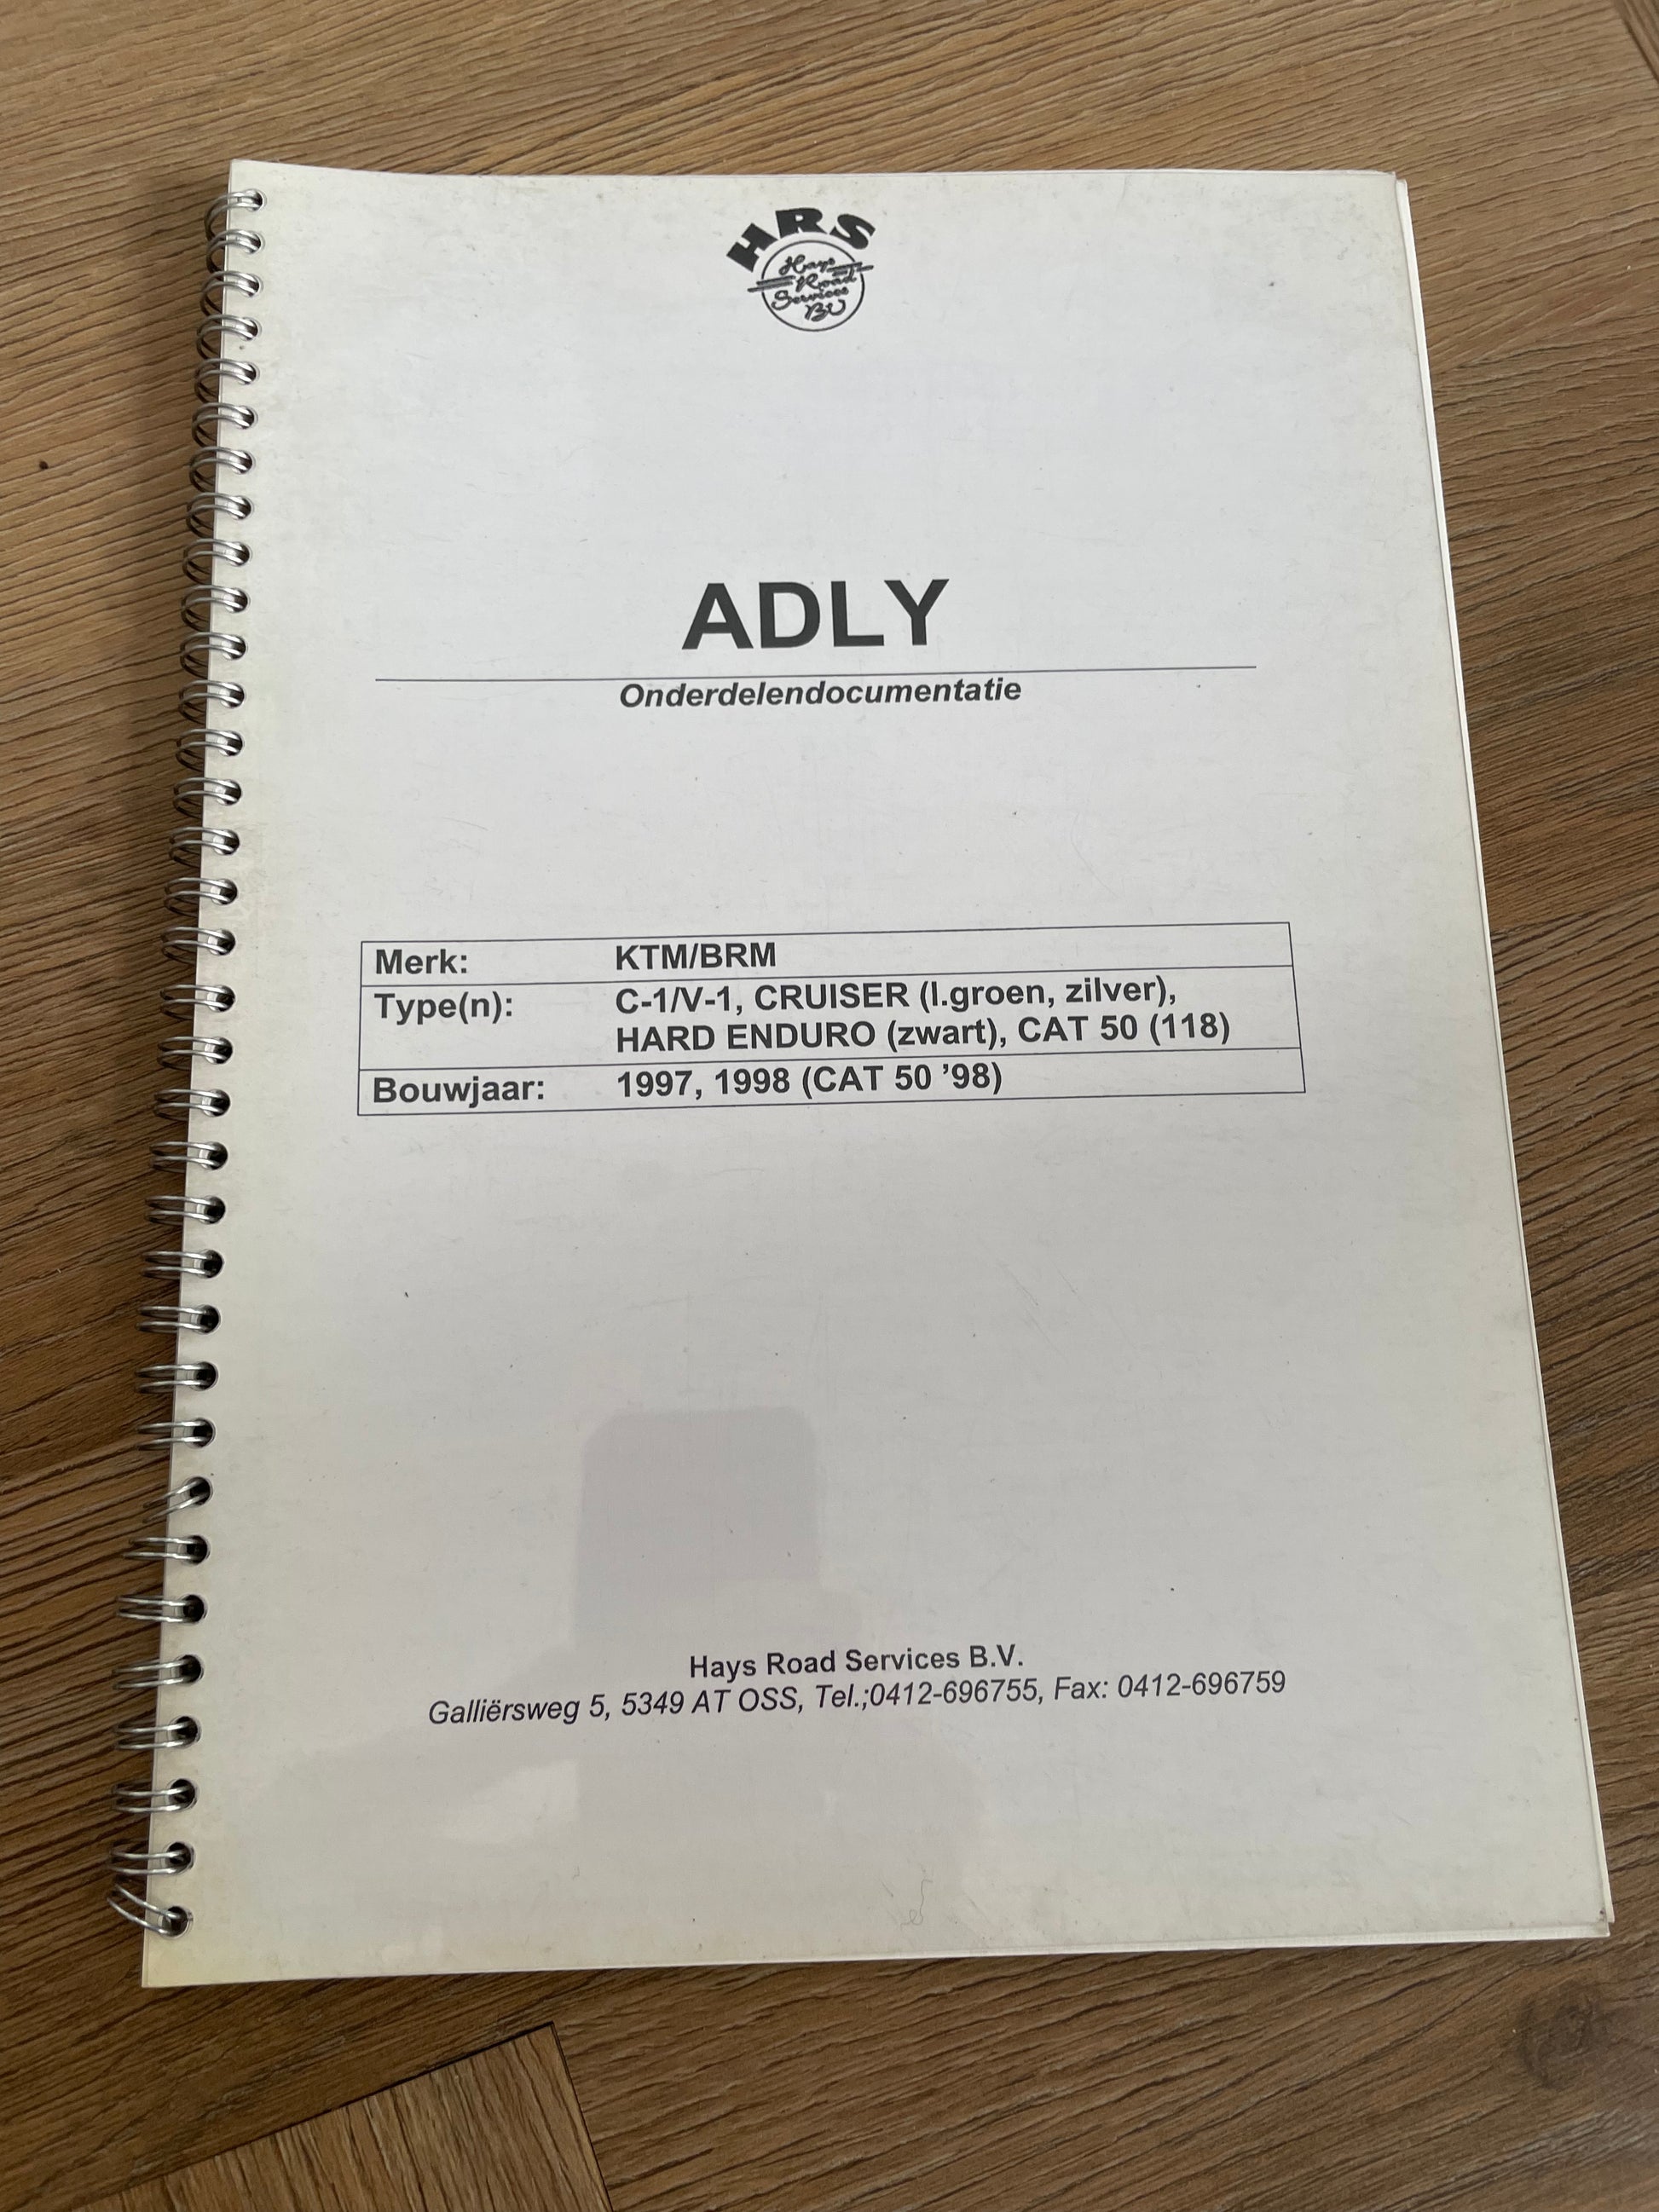 HRS
Hays
Road
Services
BV
ADLY
Onderdelendocumentatie
Merk: KTM/BRM
Type(n): C-1/V-1, CRUISER (l.groen, zilver),
HARD ENDURO (zwart), CAT 50 (118)
Bouwjaar: 1997, 1998 (CAT 50 ’98)
Hays Road Services B.V.
Galliërsweg 5, 5349 AT OSS, Tel.;0412-696755, Fax: 0412-696759